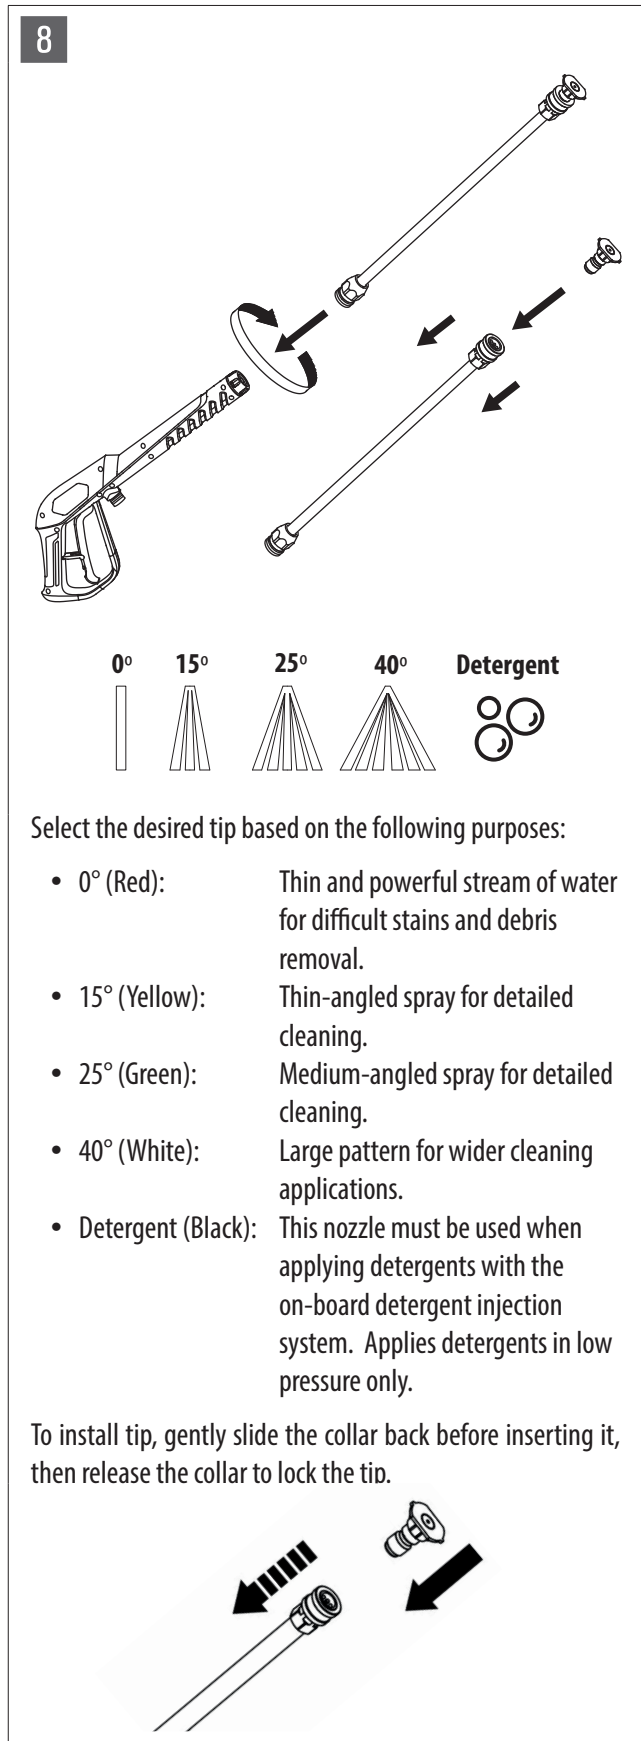 8
0° 15° 25° 40° Detergent
Select the desired tip based on the following purposes:
• 0° (Red): Thin and powerful stream of water
for difficult stains and debris
removal.
• 15° (Yellow): Thin-angled spray for detailed
cleaning.
• 25° (Green): Medium-angled spray for detailed
cleaning.
• 40° (White): Large pattern for wider cleaning
applications.
• Detergent (Black): This nozzle must be used when
applying detergents with the
on-board detergent injection
system. Applies detergents in low
pressure only.
To install tip, gently slide the collar back before inserting it,
then release the collar to lock the tip.